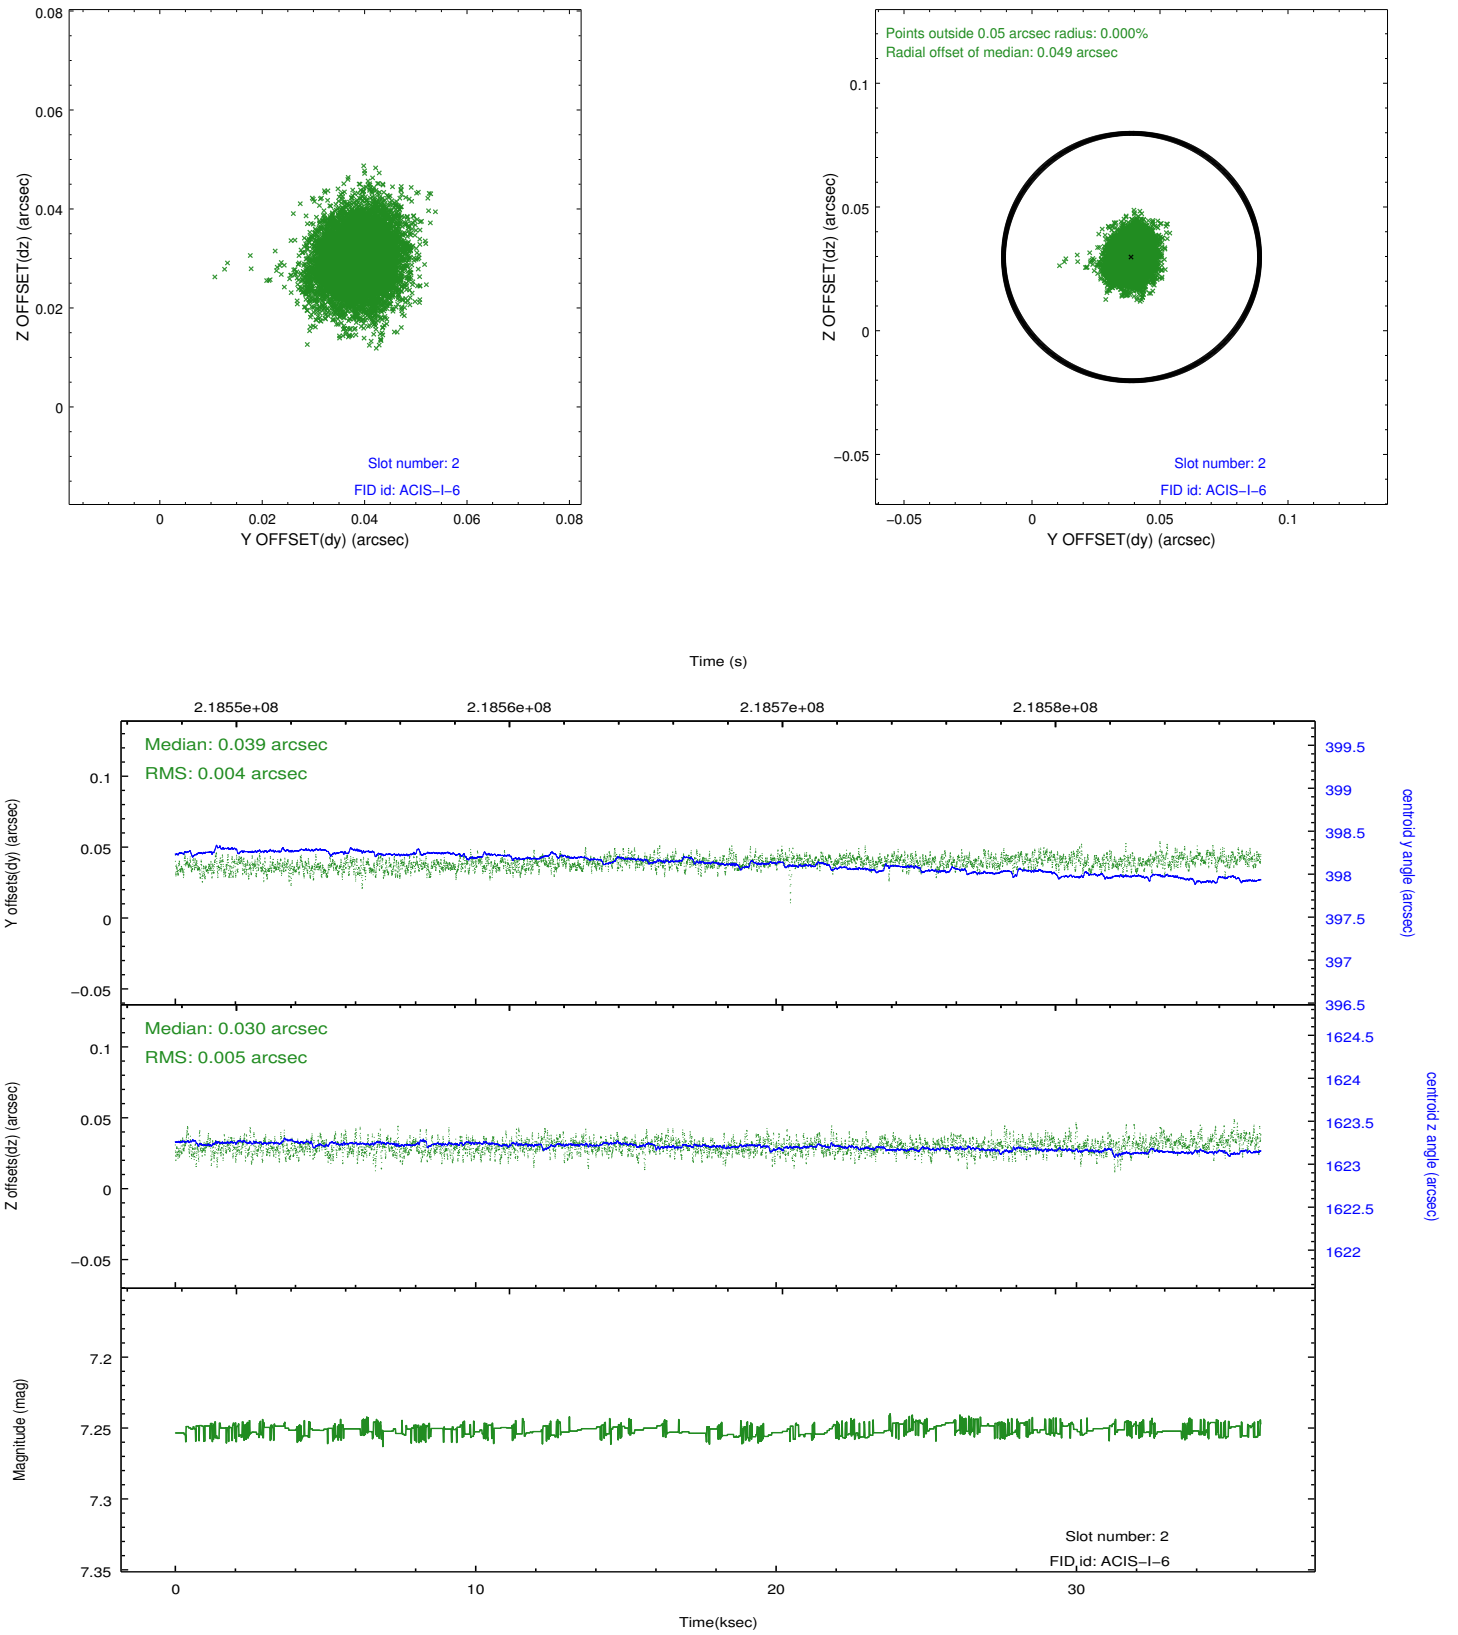 0.08
0.06
0.04
0.02
0
Z OFFSET(dz) (arcsec)
Slot number: 2
FID id: ACIS−I−6
0 0.02 0.04 0.06 0.08
Y OFFSET(dy) (arcsec)
Points outside 0.05 arcsec radius: 0.000%
Radial offset of median: 0.049 arcsec
0.1
0.05
0
−0.05
Z OFFSET(dz) (arcsec)
Slot number: 2
FID id: ACIS−I−6
−0.05 0 0.05 0.1
Y OFFSET(dy) (arcsec)
Time (s)
2.1855e+08 2.1856e+08 2.1857e+08 2.1858e+08
Median: 0.039 arcsec
RMS: 0.004 arcsec
0.1
0.05
0
−0.05
Y offsets(dy) (arcsec)
399.5
399
398.5
398
397.5
397
396.5
centroid y angle (arcsec)
Median: 0.030 arcsec
RMS: 0.005 arcsec
0.1
0.05
0
−0.05
Z offsets(dz) (arcsec)
1624.5
1624
1623.5
1623
1622.5
1622
centroid z angle (arcsec)
7.2
7.25
7.3
7.35
Magnitude (mag)
Slot number: 2
FID id: ACIS−I−6
0 10 20 30
Time(ksec)